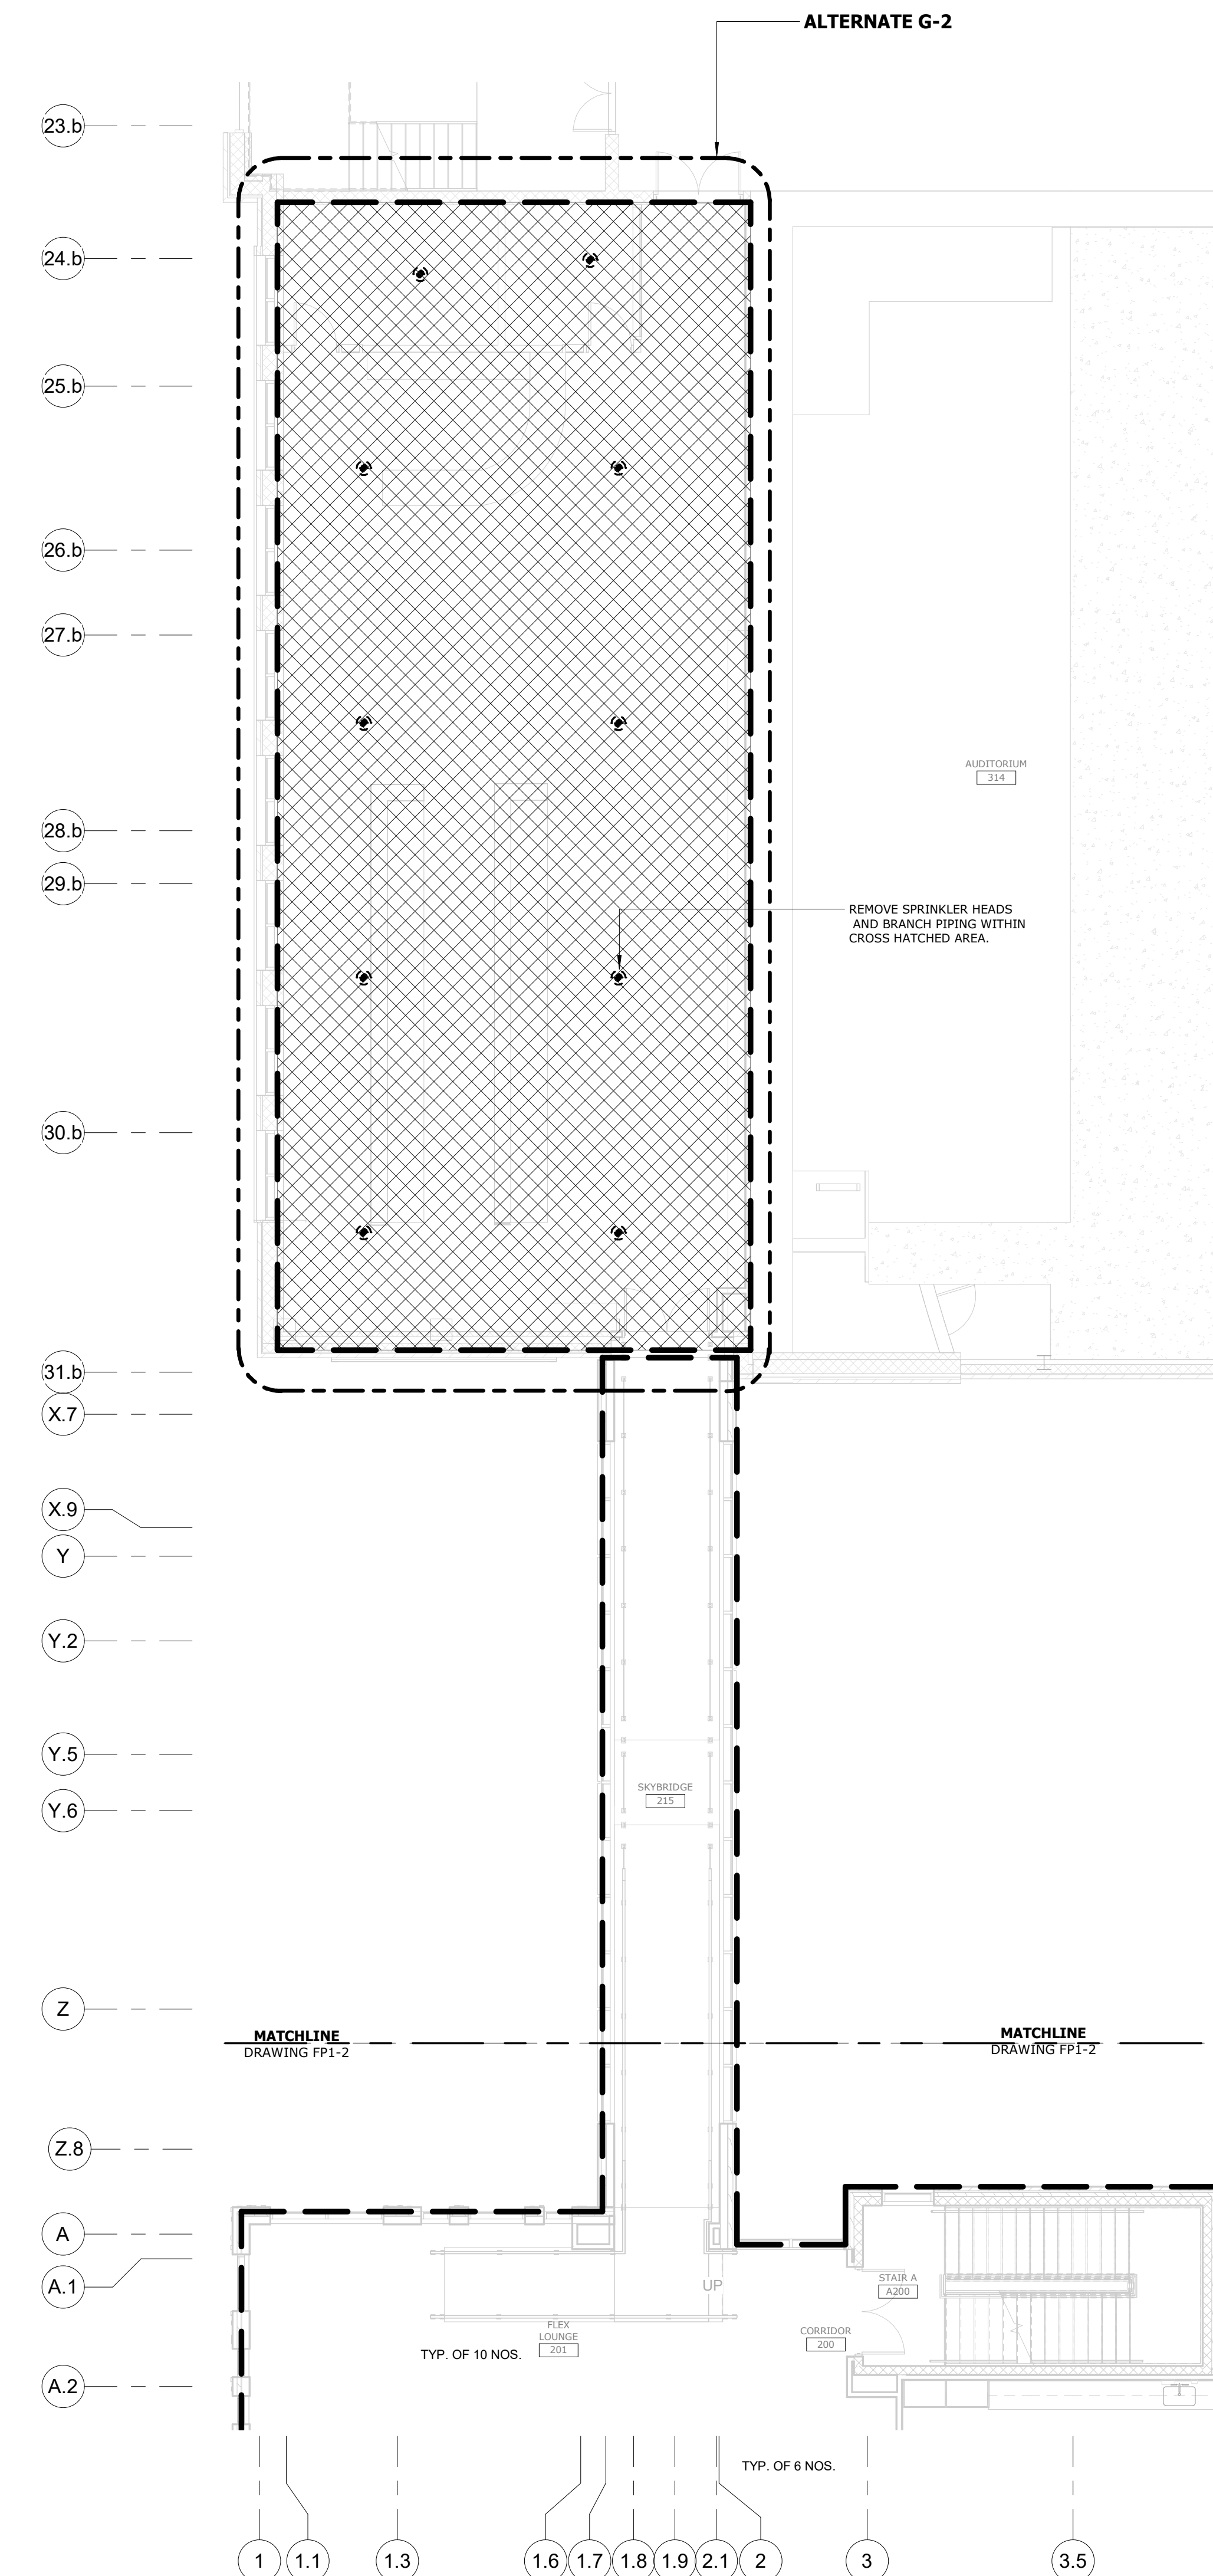 ALTERNATE G-2
23.b
24.b
25.b
26.b
27.b
28.b
29.b
30.b
31.b
X.7
X.9
Y
Y.2
Y.5
Y.6
Z
Z.8
A
A.1
A.2
AUDITORIUM
314
REMOVE SPRINKLER HEADS
AND BRANCH PIPING WITHIN
CROSS HATCHED AREA.
SKYBRIDGE
215
MATCHLINE
DRAWING FP1-2
MATCHLINE
DRAWING FP1-2
UP
STAIR A
A200
FLEX
LOUNGE
201
CORRIDOR
200
TYP. OF 10 NOS.
TYP. OF 6 NOS.
1
1.1
1.3
1.6
1.7
1.8
1.9
2.1
2
3
3.5